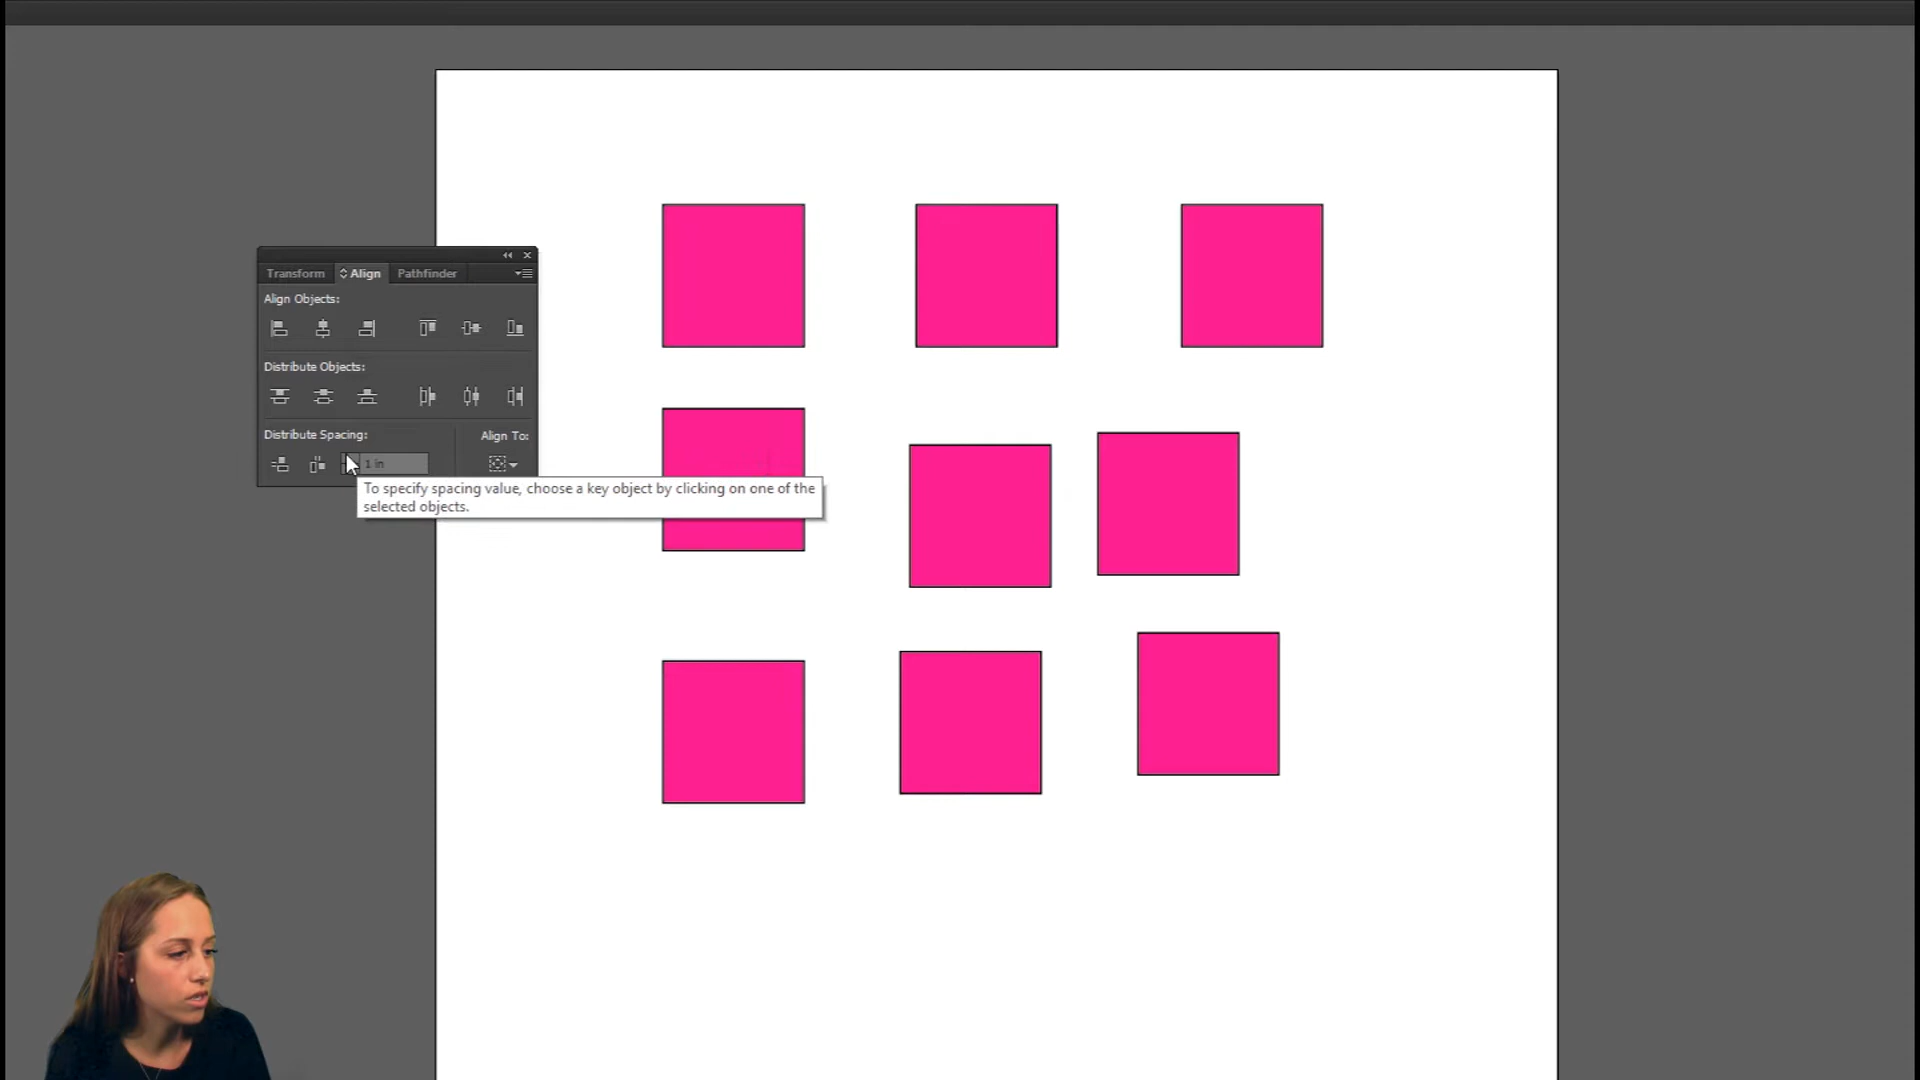 Transform Align Pathfinder
Align Objects:
Distribute Objects:
Distribute Spacing: Align To:
1 in
To specify spacing value, choose a key object by clicking on one of the
selected objects.